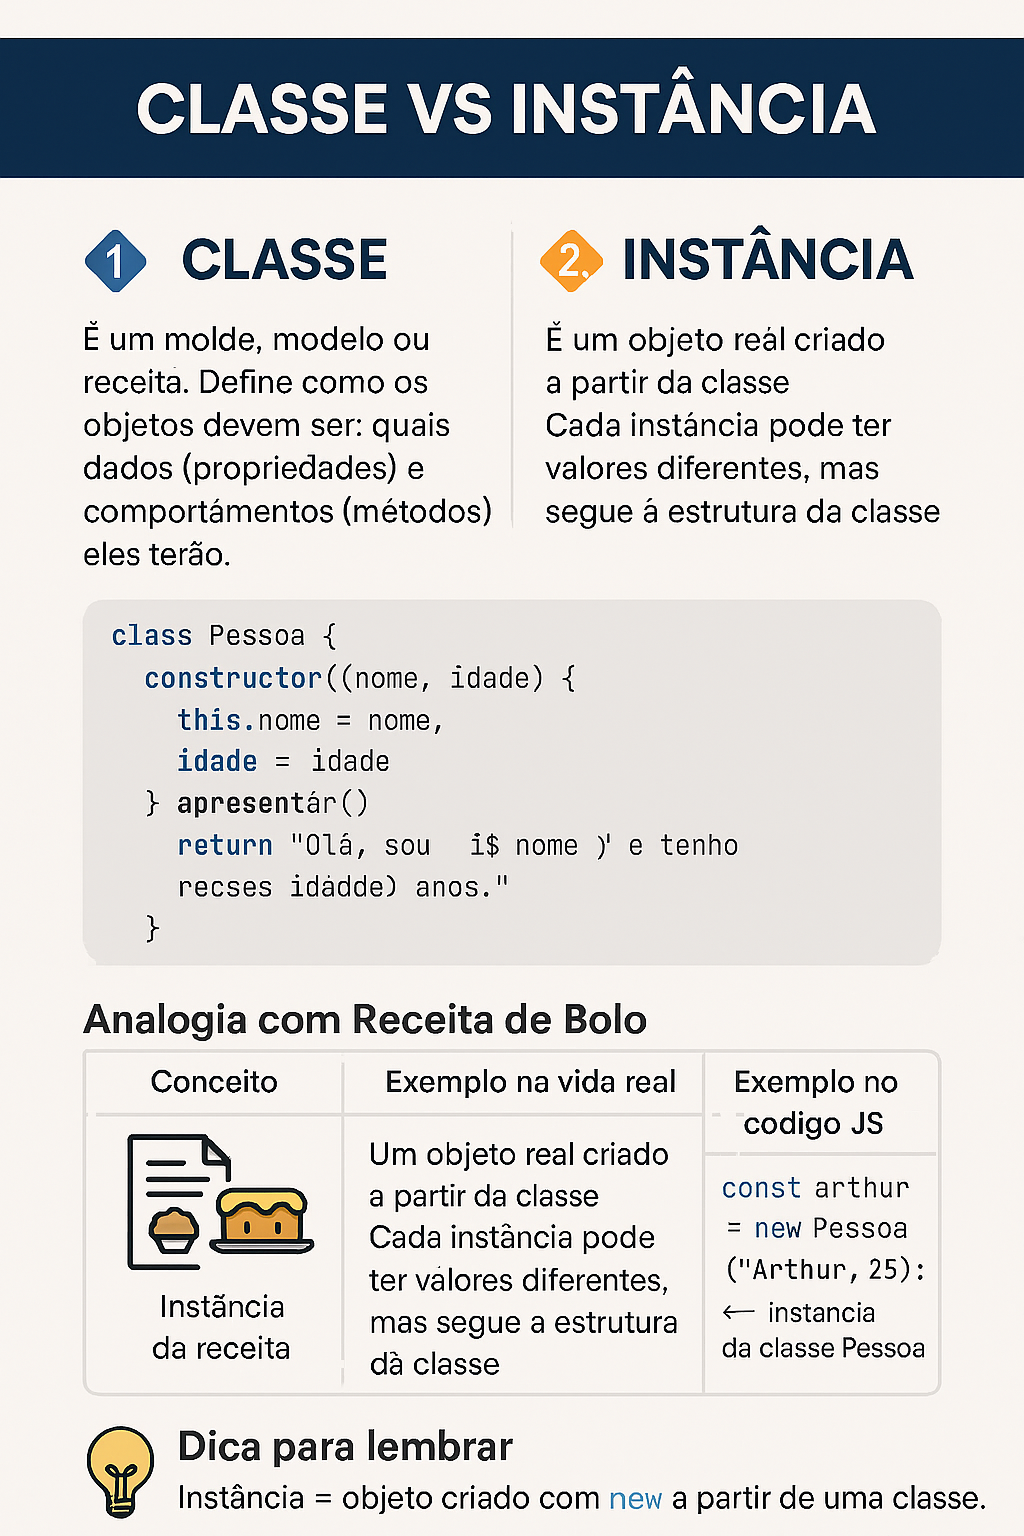 CLASSE VS INSTÂNCIA
1 CLASSE
Ě um molde, modelo ou
receitȧ. Define como os
objetos devem ser: quais
dados (propriedades) e
comportámentos (métodos)
eles terão.
2. INSTÂNCIA
Ě um objeto reál criado
a partir da classe
Cada instáncia pode ter
valores diferentes, mas
segue á estrutura da classe
class Pessoa {
constructor((nome, idade) {
this.nome = nome,
idade = idade
} apresentár()
return "Olá, sou i$ nome )' e tenho
recses idȧdde) anos."
}
Analogia com Receita de Bolo
Conceito
Instãncia
da receita
Exemplo na vida real
Um objeto real criado
a partir da classe
Cada instância pode
ter válores diferentes,
mas segue a estrutura
dà classe
Exemplo no
codigo JS
const arthur
= new Pessoa
("Arthur, 25):
← instancia
da classe Pessoa
Dica para lembrar
Instância = objeto criado com new a partir de uma classe.